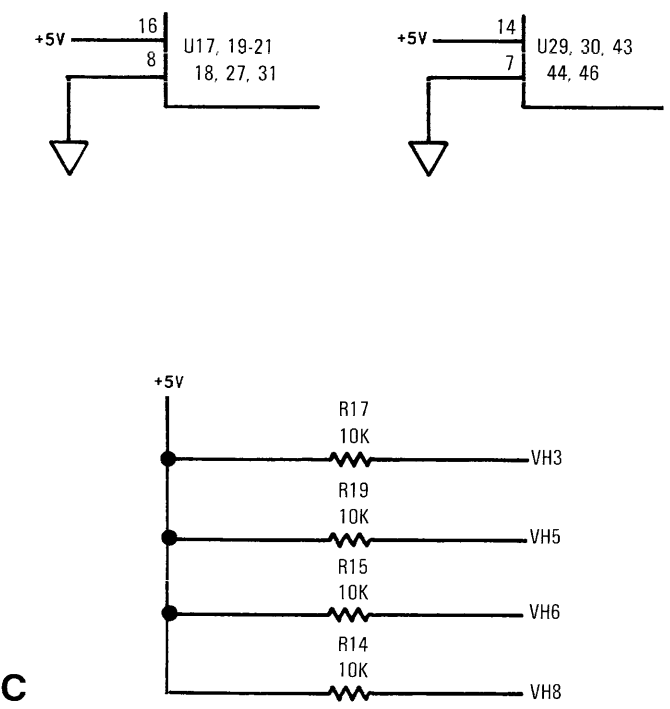 16
+5V
U17, 19-21
8
18, 27, 31
14
+5V
U29, 30, 43
7
44, 46
+5V
R17
10K
VH3
R19
10K
VH5
R15
10K
VH6
R14
10K
VH8
C